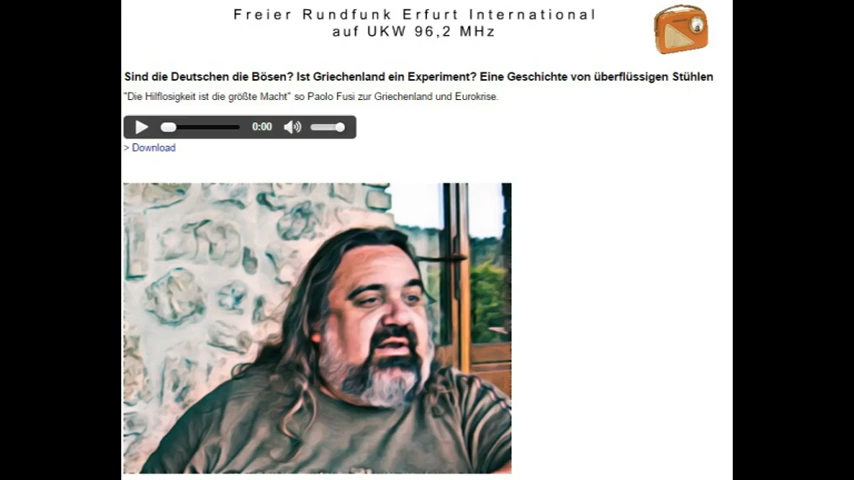 Freier Rundfunk Erfurt International
auf UKW 96,2 MHz
Sind die Deutschen die Bösen? Ist Griechenland ein Experiment? Eine Geschichte von überflüssigen Stühlen
"Die Hilflosigkeit ist die größte Macht" so Paolo Fusi zur Griechenland und Eurokrise.
0:00
> Download